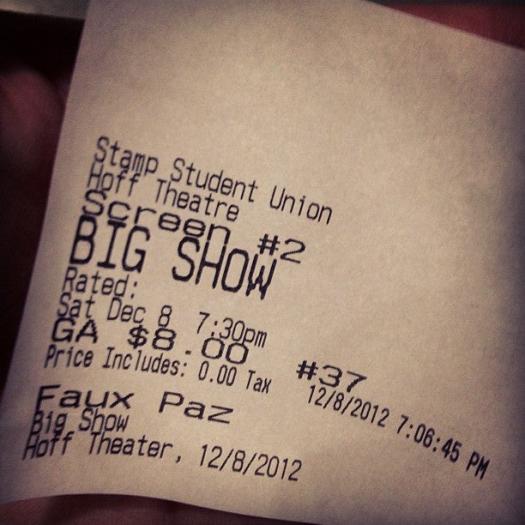 Stamp Student Union
Hoff Theatre
Screen #2
BIG SHOW
Rated:
Sat Dec 8 7:30pm
GA $8.00 #37
Price Includes: 0.00 Tax 12/8/2012 7:06:45 PM
Faux Paz
Big Show
Hoff Theater, 12/8/2012